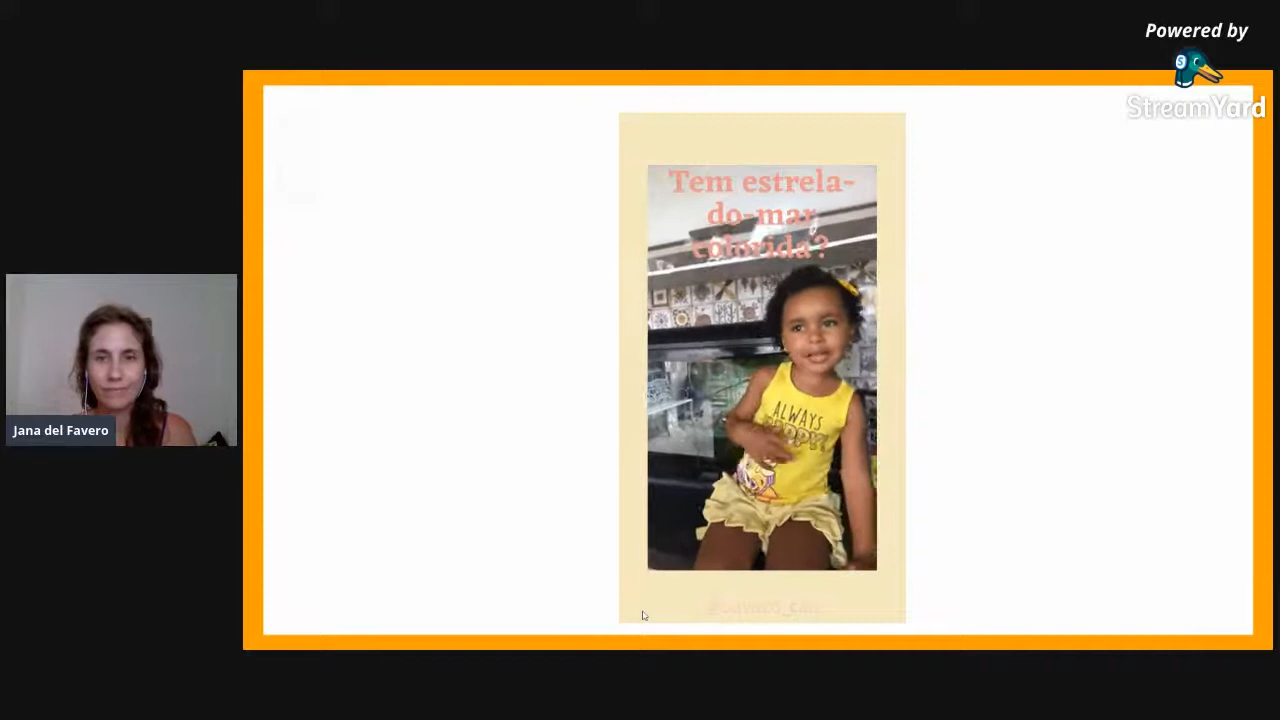 Powered by
StreamYard
Tem estrela-
do-mar
colorida?
ALWAYS
Jana del Favero